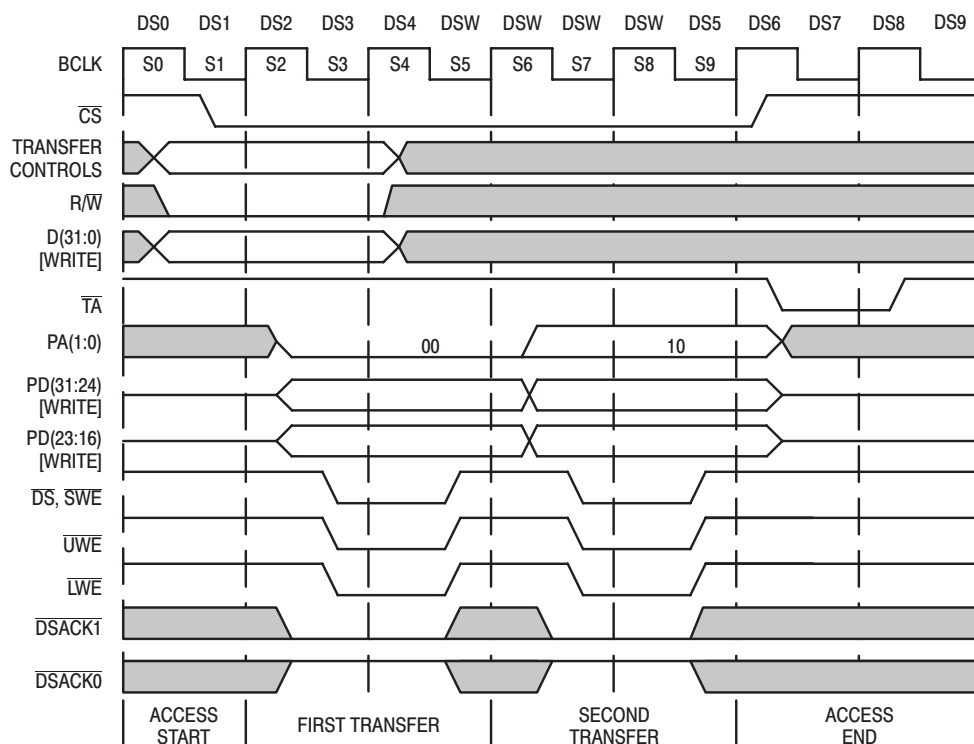 DS0 DS1 DS2 DS3 DS4 DSW DSW DSW DSW DS5 DS6 DS7 DS8 DS9
BCLK S0 S1 S2 S3 S4 S5 S6 S7 S8 S9
CS
TRANSFER
CONTROLS
R/W
D(31:0)
[WRITE]
TA
PA(1:0) 00 10
PD(31:24)
[WRITE]
PD(23:16)
[WRITE]
DS, SWE
UWE
LWE
DSACK1
DSACK0
ACCESS
START
FIRST TRANSFER
SECOND
TRANSFER
ACCESS
END